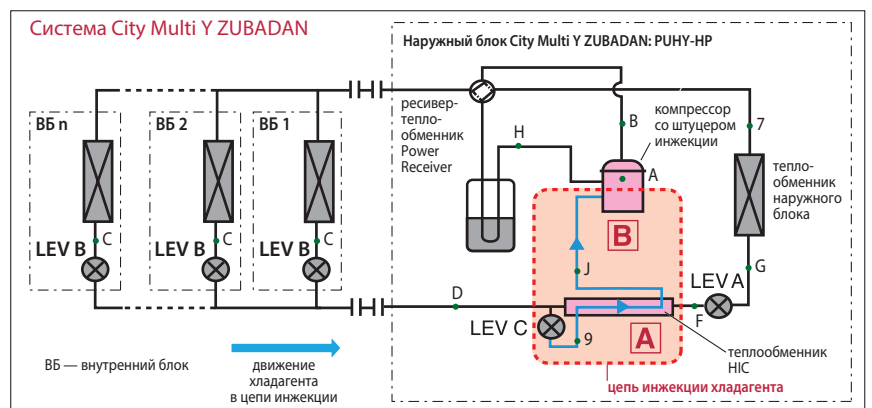 Система City Multi Y ZUBADAN
Наружный блок City Multi Y ZUBADAN: PUHY-HP
ВБ n
ВБ 2
ВБ 1
LEV B
C
LEV B
C
LEV B
C
ресивер-
тепло-
обменник
Power
Receiver
H
B
компрессор
со штуцером
инжекции
A
7
тепло-
обменник
наружного
блока
B
J
D
LEV C
9
A
F
LEV A
G
теплообменник
HIC
цепь инжекции хладагента
ВБ — внутренний блок
движение
хладагента
в цепи инжекции